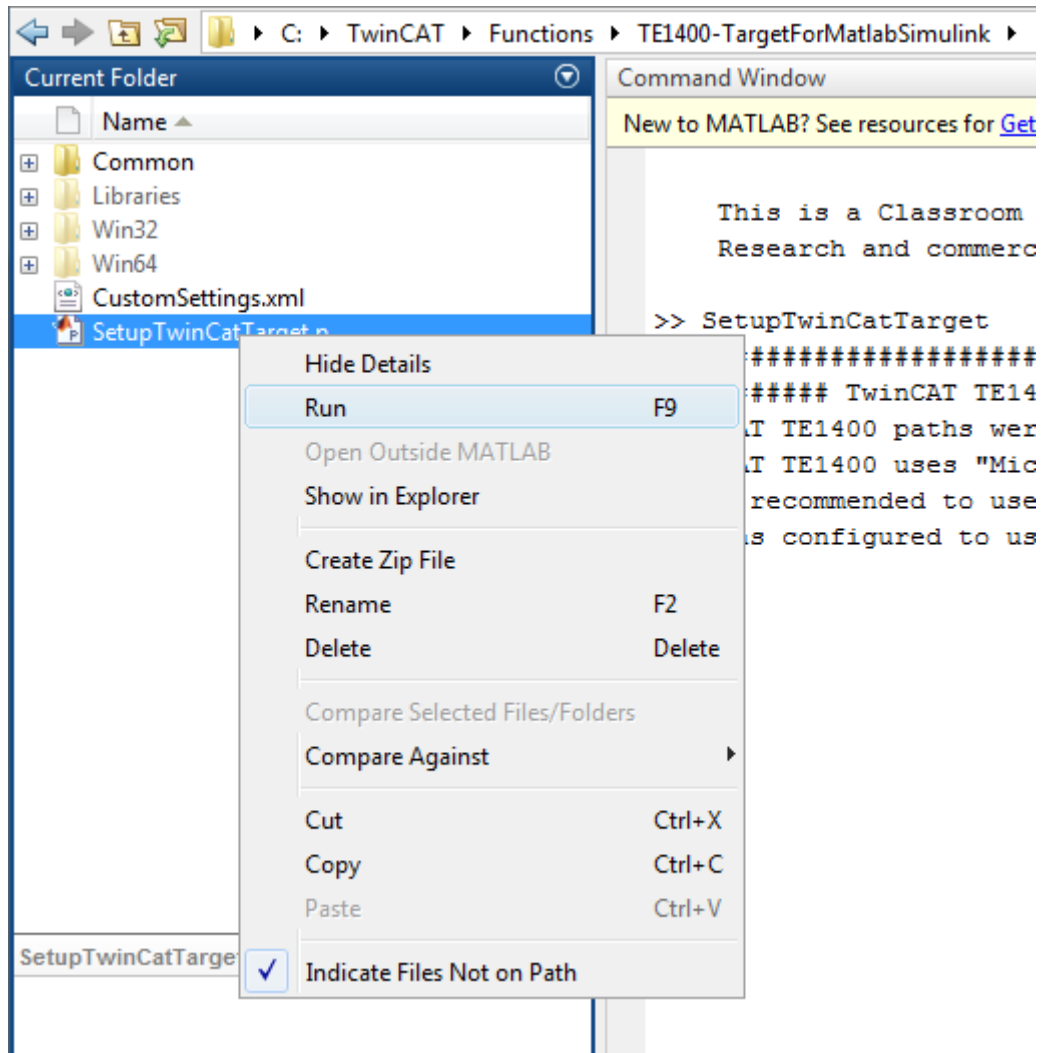 C: TwinCAT Functions TE1400-TargetForMatlabSimulink
Current Folder
Name
Common
Libraries
Win32
Win64
CustomSettings.xml
SetupTwinCatTarget.p
Hide Details
Run F9
Open Outside MATLAB
Show in Explorer
Create Zip File
Rename F2
Delete Delete
Compare Selected Files/Folders
Compare Against
Cut Ctrl+X
Copy Ctrl+C
Paste Ctrl+V
Indicate Files Not on Path
SetupTwinCatTarge
Command Window
New to MATLAB? See resources for Get
This is a Classroom
Research and commerc
>> SetupTwinCatTarget
##################
##### TwinCAT TE14
AT TE1400 paths wer
AT TE1400 uses "Mic
recommended to use
as configured to us